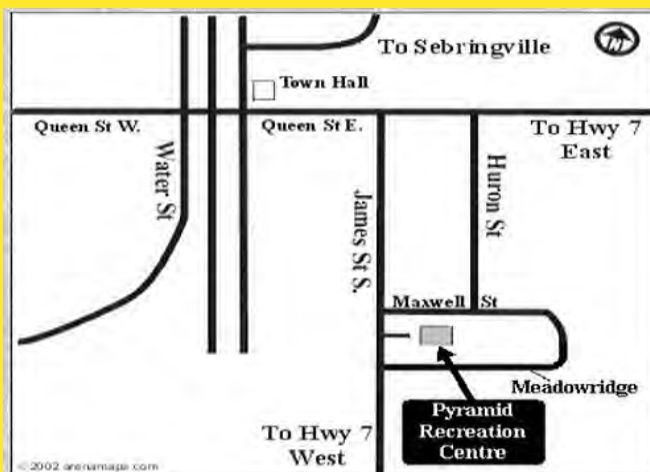 To Sebringville
N
Town Hall
Queen St W.
Queen St E.
To Hwy 7
East
Water St
James St S.
Huron St
Maxwell St
Meadowridge
Pyramid
Recreation
Centre
To Hwy 7
West
© 2002 arenamaps.com